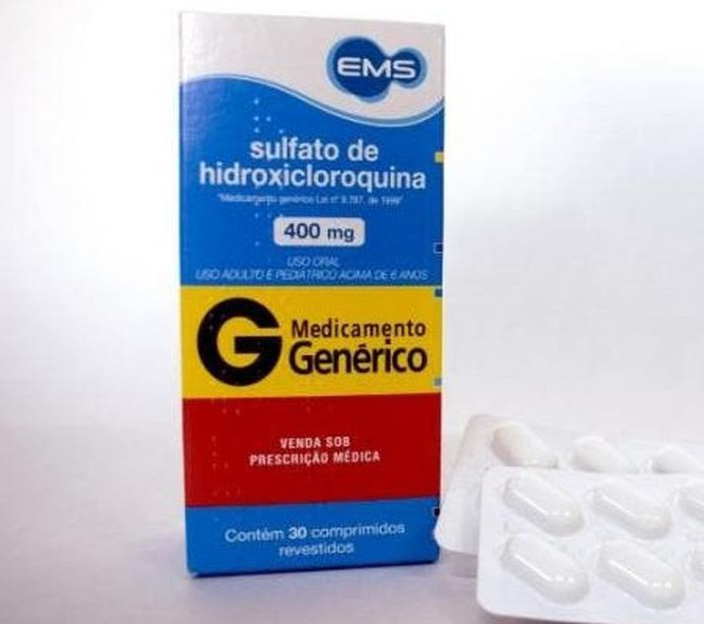 EMS
sulfato de
hidroxicloroquina
"Medicamento genérico Lei nº 9.787, de 1999"
400 mg
USO ORAL
USO ADULTO E PEDIÁTRICO ACIMA DE 6 ANOS
G Medicamento
Genérico
VENDA SOB
PRESCRIÇÃO MÉDICA
Contém 30 comprimidos
revestidos